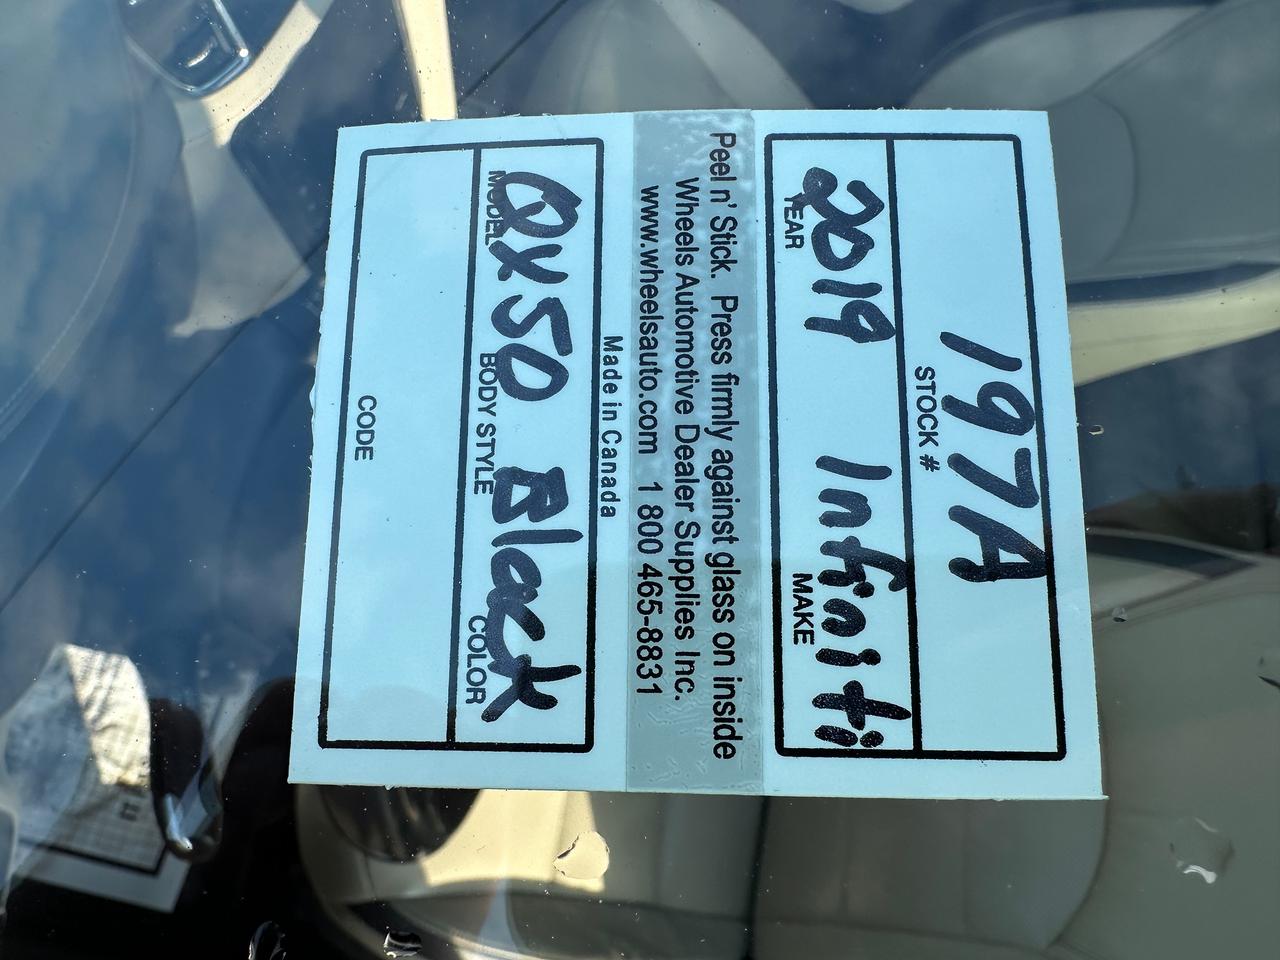 197A
STOCK #
2019 Infiniti
YEAR MAKE
Peel n' Stick. Press firmly against glass on inside
Wheels Automotive Dealer Supplies Inc.
www.wheelsauto.com 1 800 465-8831
Made in Canada
QX50 Black
MODEL BODY STYLE COLOR
CODE